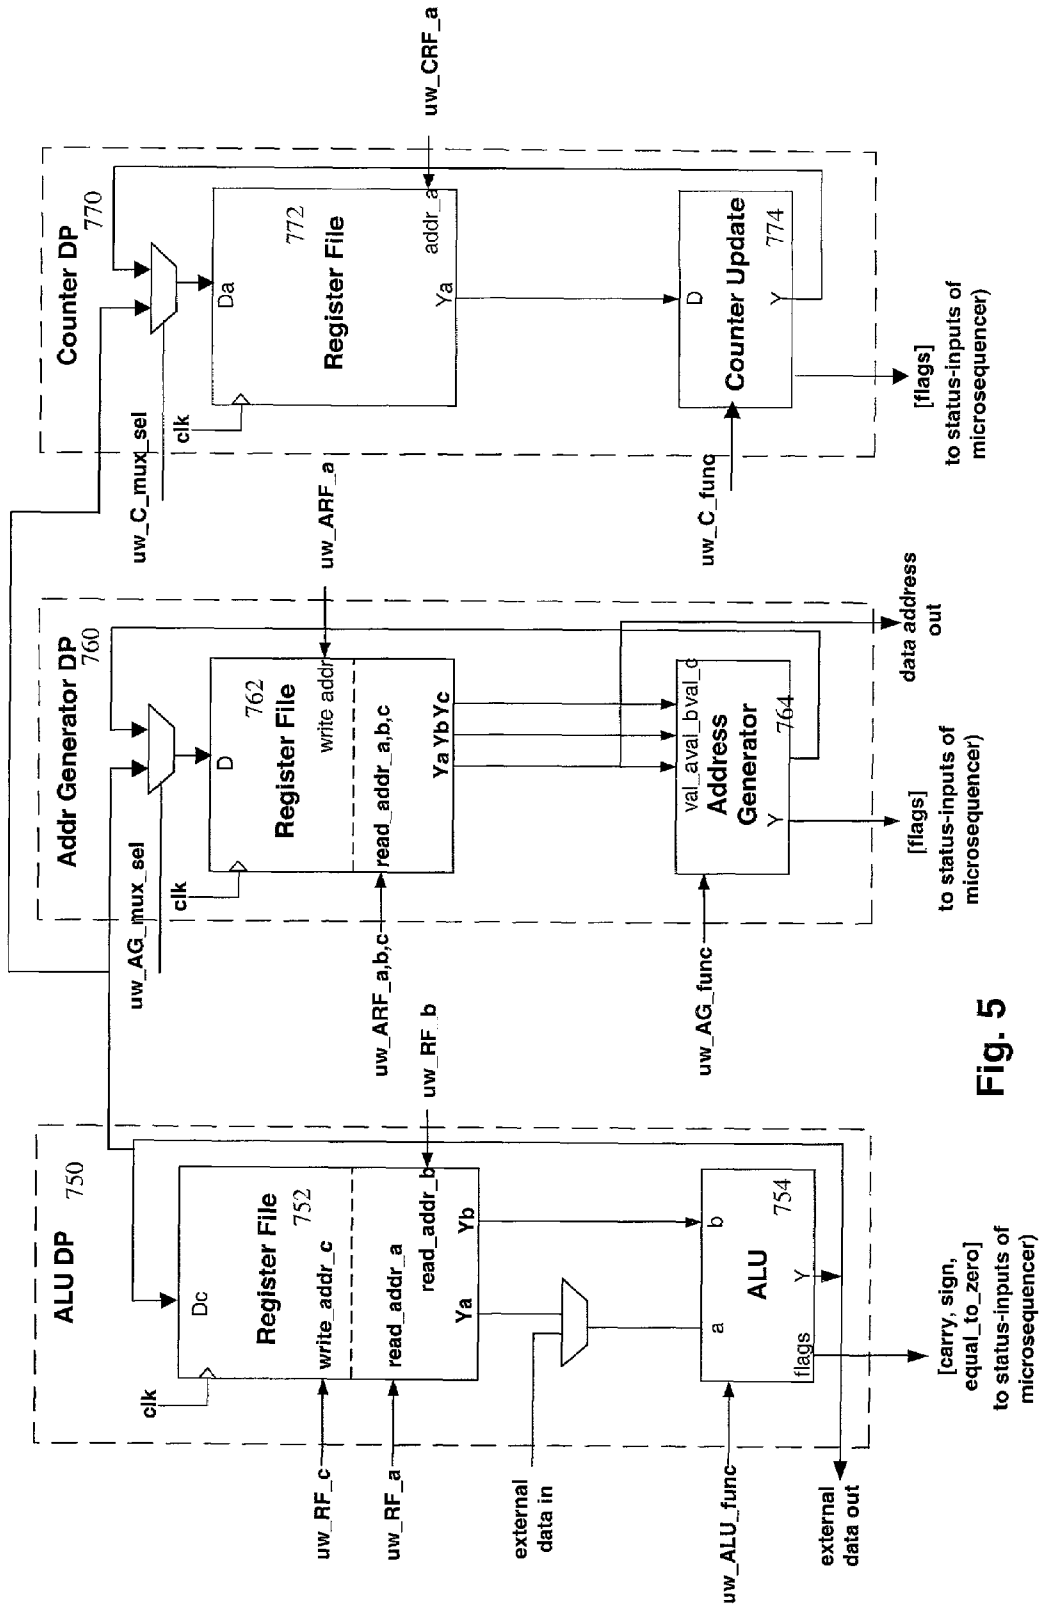 ALU DP
750
Dc
Register File
752
clk
write_addr_c
read_addr_a
read_addr_b
Ya
Yb
uw_RF_c
uw_RF_a
uw_RF_b
external
data in
a
b
ALU
754
flags
Y
uw_ALU_func
external
data out
[carry, sign,
equal_to_zero]
to status-inputs of
microsequencer)
Addr Generator DP
760
uw_AG_mux_sel
D
clk
Register File
762
write addr
uw_ARF_a
read_addr_a,b,c
uw_ARF_a,b,c
Ya Yb Yc
val_a val_b val_c
Address
Generator
764
Y
uw_AG_func
data address
out
[flags]
to status-inputs of
microsequencer)
Counter DP
770
uw_C_mux_sel
Da
clk
Register File
772
addr_a
uw_CRF_a
Ya
D
Counter Update
774
Y
uw_C_func
[flags]
to status-inputs of
microsequencer)
Fig. 5